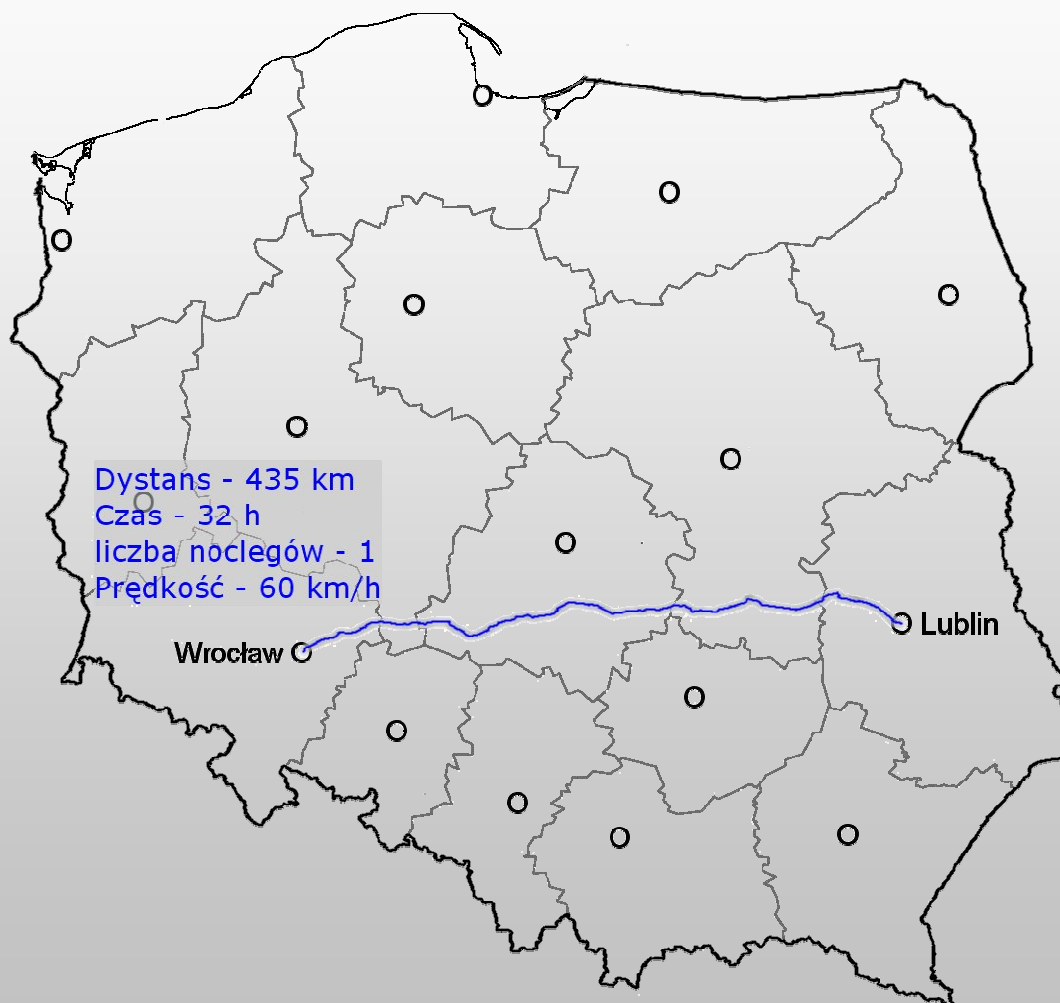 Dystans - 435 km
Czas - 32 h
liczba noclegów - 1
Prędkość - 60 km/h
Wrocław
Lublin